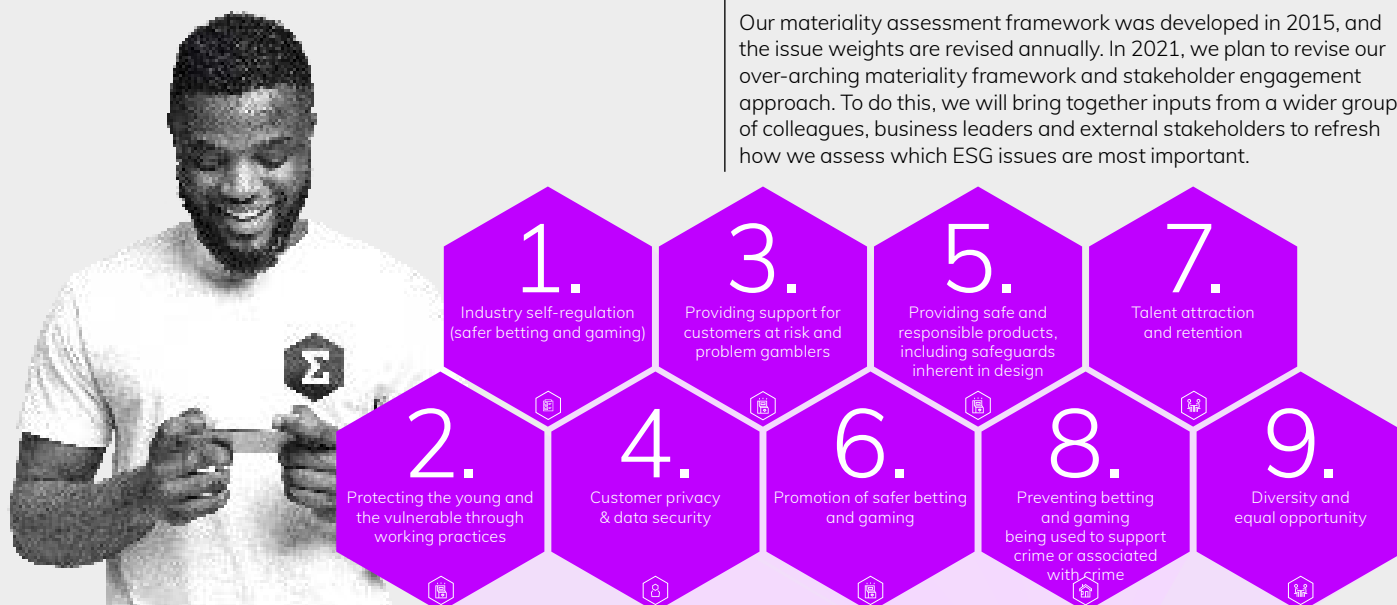 Our materiality assessment framework was developed in 2015, and
the issue weights are revised annually. In 2021, we plan to revise our
over-arching materiality framework and stakeholder engagement
approach. To do this, we will bring together inputs from a wider group
of colleagues, business leaders and external stakeholders to refresh
how we assess which ESG issues are most important.
1.
Industry self-regulation
(safer betting and gaming)
2.
Protecting the young and
the vulnerable through
working practices
3.
Providing support for
customers at risk and
problem gamblers
4.
Customer privacy
& data security
5.
Providing safe and
responsible products,
including safeguards
inherent in design
6.
Promotion of safer betting
and gaming
7.
Talent attraction
and retention
8.
Preventing betting
and gaming
being used to support
crime or associated
with crime
9.
Diversity and
equal opportunity
Σ